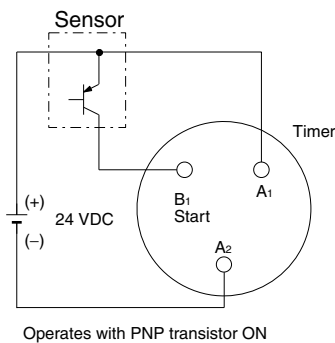 Sensor
Timer
B1
Start
A1
(+)
24 VDC
(−)
A2
Operates with PNP transistor ON